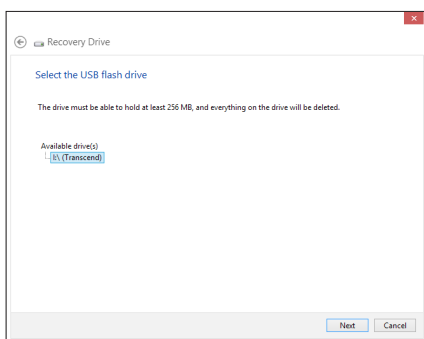 Recovery Drive
Select the USB flash drive
The drive must be able to hold at least 256 MB, and everything on the drive will be deleted.
Available drive(s)
I:\ (Transcend)
Next Cancel